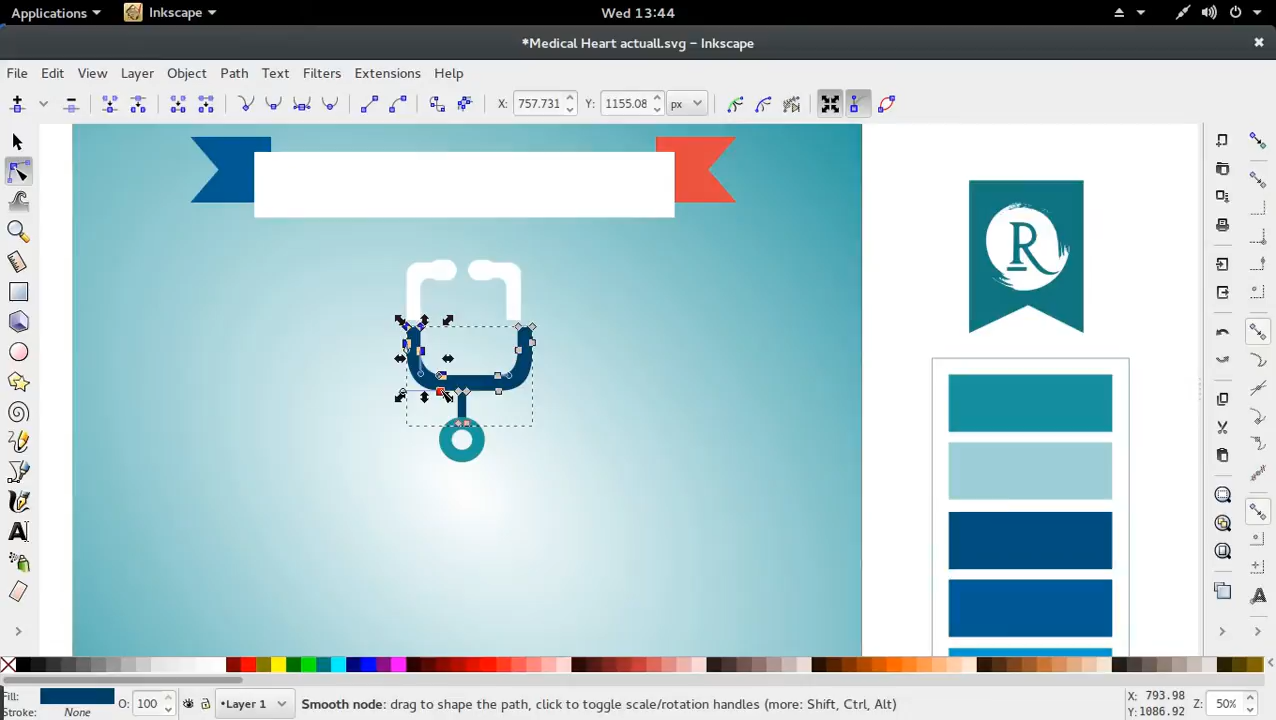 Applications
Inkscape
Wed 13:44
*Medical Heart actuall.svg – Inkscape
File Edit View Layer Object Path Text Filters Extensions Help
X: 757.731 Y: 1155.08 px
R
Fill:
Stroke: None
O: 100
Layer 1
Smooth node: drag to shape the path, click to toggle scale/rotation handles (more: Shift, Ctrl, Alt)
X: 793.98
Y: 1086.92
Z: 50%